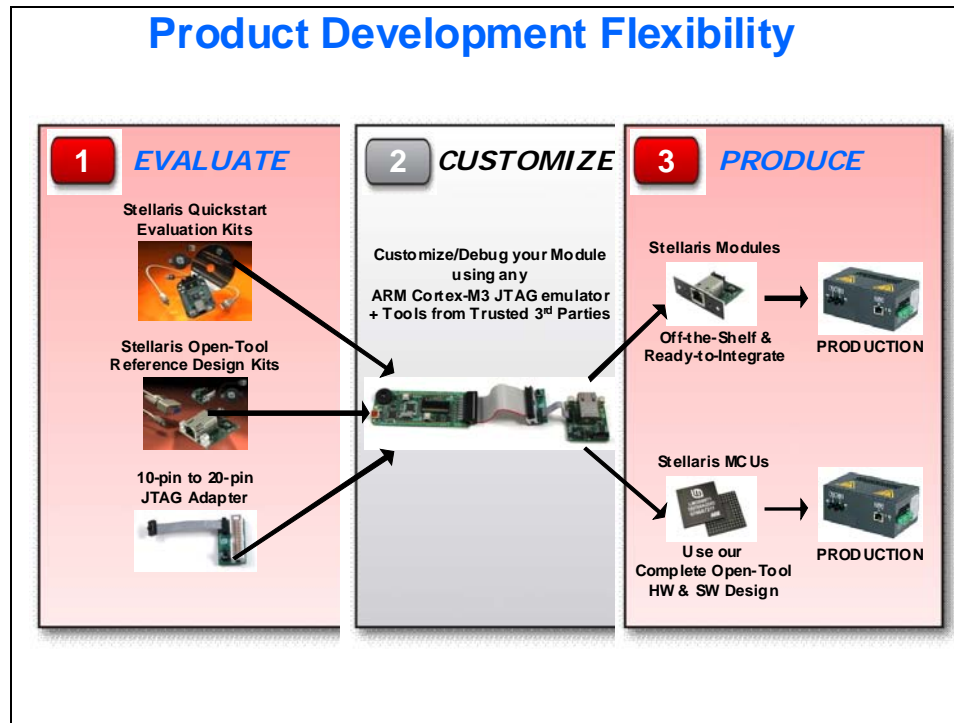 Product Development Flexibility
1 EVALUATE
Stellaris Quickstart
Evaluation Kits
Stellaris Open-Tool
Reference Design Kits
10-pin to 20-pin
JTAG Adapter
2 CUSTOMIZE
Customize/Debug your Module
using any
ARM Cortex-M3 JTAG emulator
+ Tools from Trusted 3rd Parties
3 PRODUCE
Stellaris Modules
Off-the-Shelf &
Ready-to-Integrate
PRODUCTION
Stellaris MCUs
Use our
Complete Open-Tool
HW & SW Design
PRODUCTION